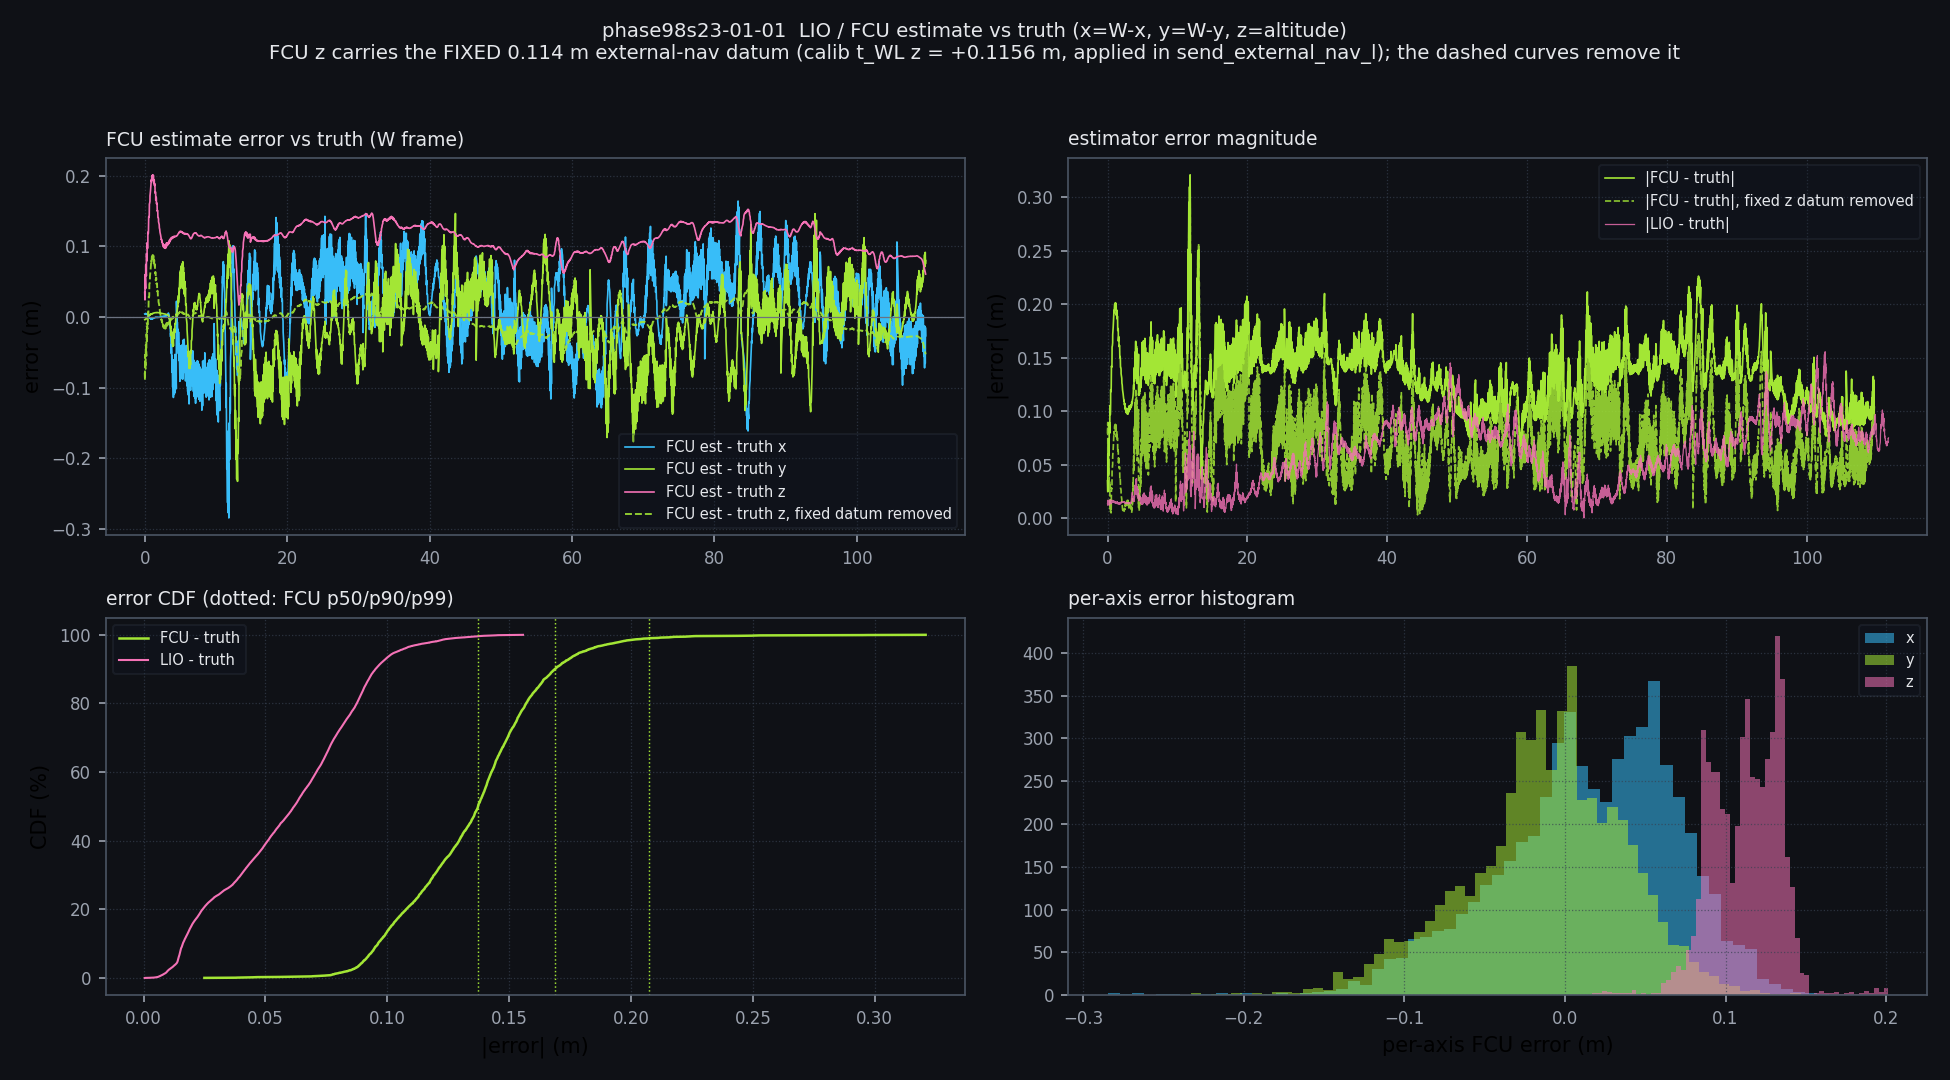 phase98s23-01-01  LIO / FCU estimate vs truth (x=W-x, y=W-y, z=altitude)
FCU z carries the FIXED 0.114 m external-nav datum (calib t_WL z = +0.1156 m, applied in send_external_nav_l); the dashed curves remove it
FCU estimate error vs truth (W frame)
error (m)
0.2
0.1
0.0
−0.1
−0.2
−0.3
FCU est - truth x
FCU est - truth y
FCU est - truth z
FCU est - truth z, fixed datum removed
0 20 40 60 80 100
estimator error magnitude
|error| (m)
0.30
0.25
0.20
0.15
0.10
0.05
0.00
|FCU - truth|
|FCU - truth|, fixed z datum removed
|LIO - truth|
0 20 40 60 80 100
error CDF (dotted: FCU p50/p90/p99)
CDF (%)
100
80
60
40
20
0
FCU - truth
LIO - truth
0.00 0.05 0.10 0.15 0.20 0.25 0.30
|error| (m)
per-axis error histogram
400
350
300
250
200
150
100
50
0
x
y
z
−0.3 −0.2 −0.1 0.0 0.1 0.2
per-axis FCU error (m)